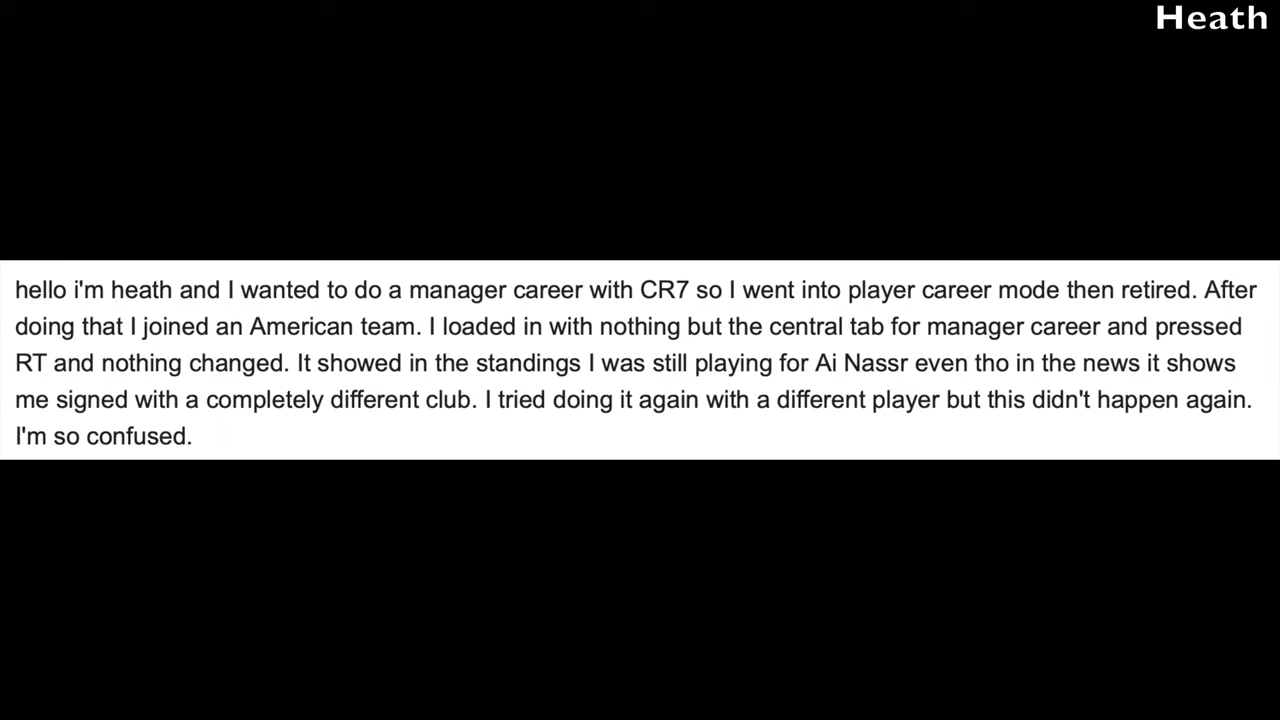 Heath
hello i'm heath and I wanted to do a manager career with CR7 so I went into player career mode then retired. After
doing that I joined an American team. I loaded in with nothing but the central tab for manager career and pressed
RT and nothing changed. It showed in the standings I was still playing for Ai Nassr even tho in the news it shows
me signed with a completely different club. I tried doing it again with a different player but this didn't happen again.
I'm so confused.